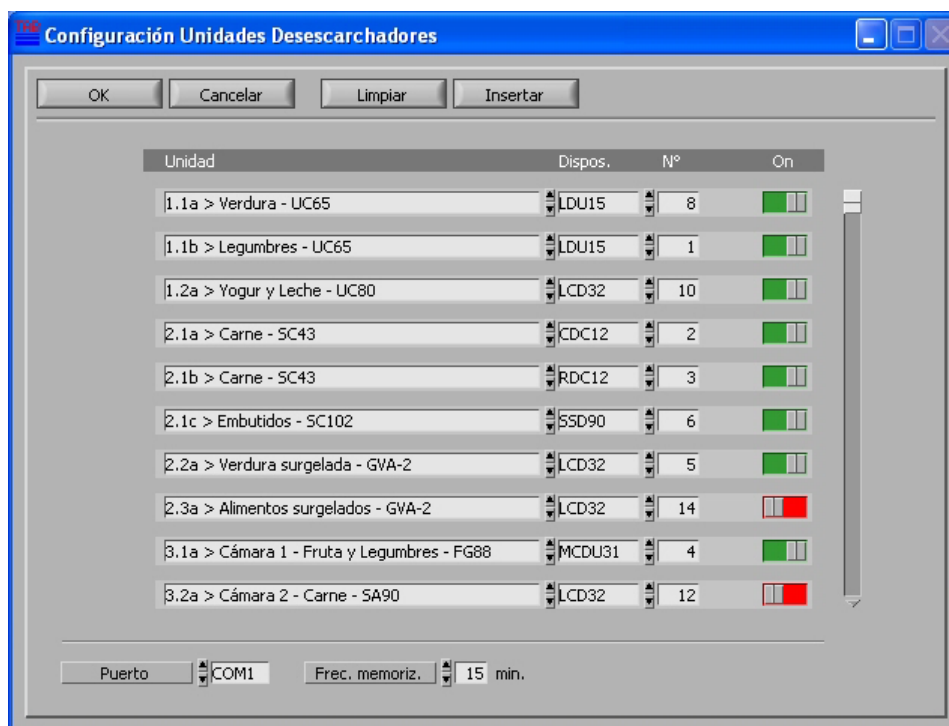 Configuración Unidades Desescarchadores
OK Cancelar Limpiar Insertar
Unidad Dispos. Nº On
1.1a > Verdura - UC65 LDU15 8
1.1b > Legumbres - UC65 LDU15 1
1.2a > Yogur y Leche - UC80 LCD32 10
2.1a > Carne - SC43 CDC12 2
2.1b > Carne - SC43 RDC12 3
2.1c > Embutidos - SC102 SSD90 6
2.2a > Verdura surgelada - GVA-2 LCD32 5
2.3a > Alimentos surgelados - GVA-2 LCD32 14
3.1a > Cámara 1 - Fruta y Legumbres - FG88 MCDU31 4
3.2a > Cámara 2 - Carne - SA90 LCD32 12
Puerto COM1 Frec. memoriz. 15 min.